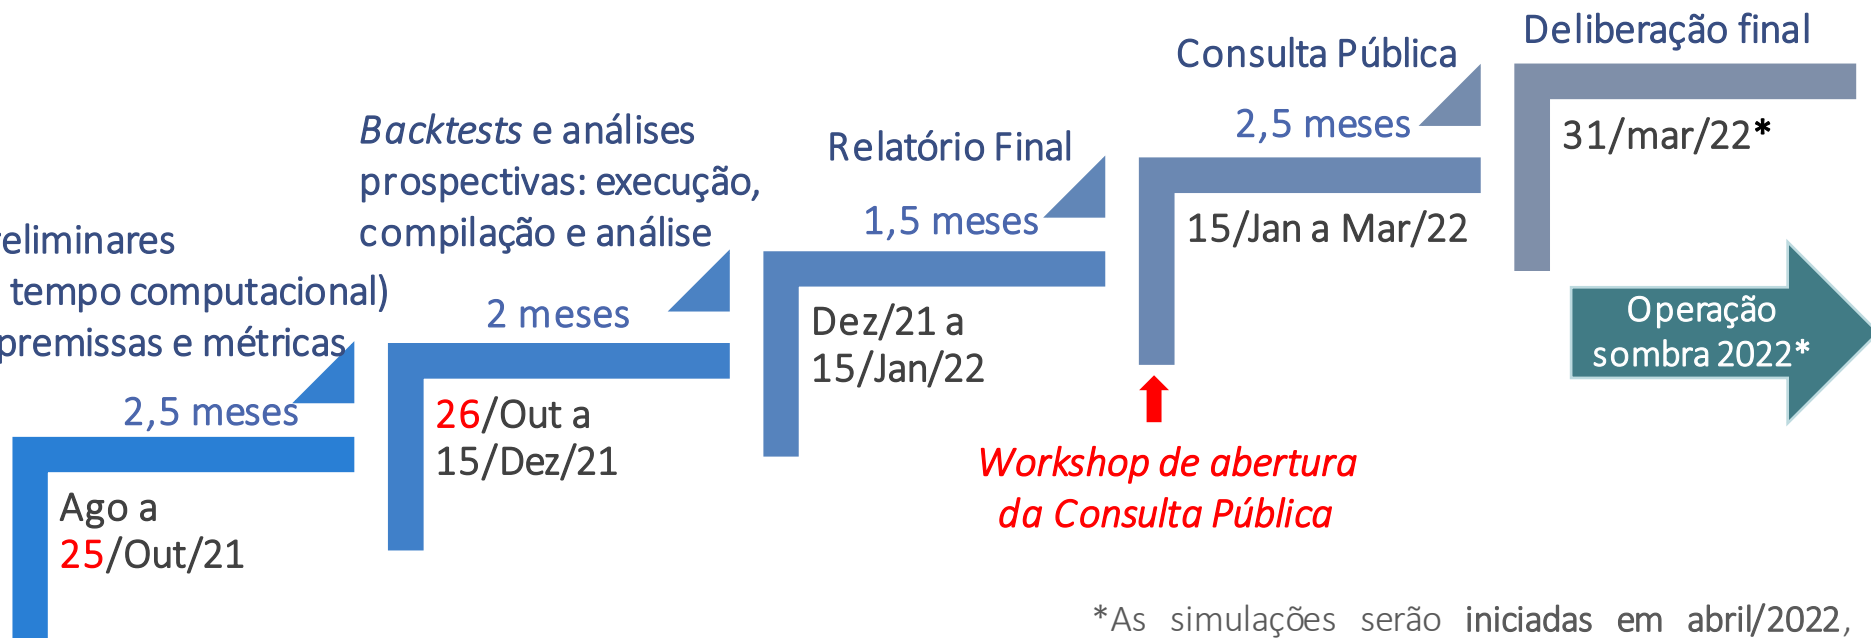 reliminares
tempo computacional)
premissas e métricas
2,5 meses
Ago a
25/Out/21
Backtests e análises
prospectivas: execução,
compilação e análise
2 meses
26/Out a
15/Dez/21
Relatório Final
1,5 meses
Dez/21 a
15/Jan/22
Consulta Pública
2,5 meses
15/Jan a Mar/22
Workshop de abertura
da Consulta Pública
Deliberação final
31/mar/22*
Operação
sombra 2022*
*As simulações serão iniciadas em abril/2022,